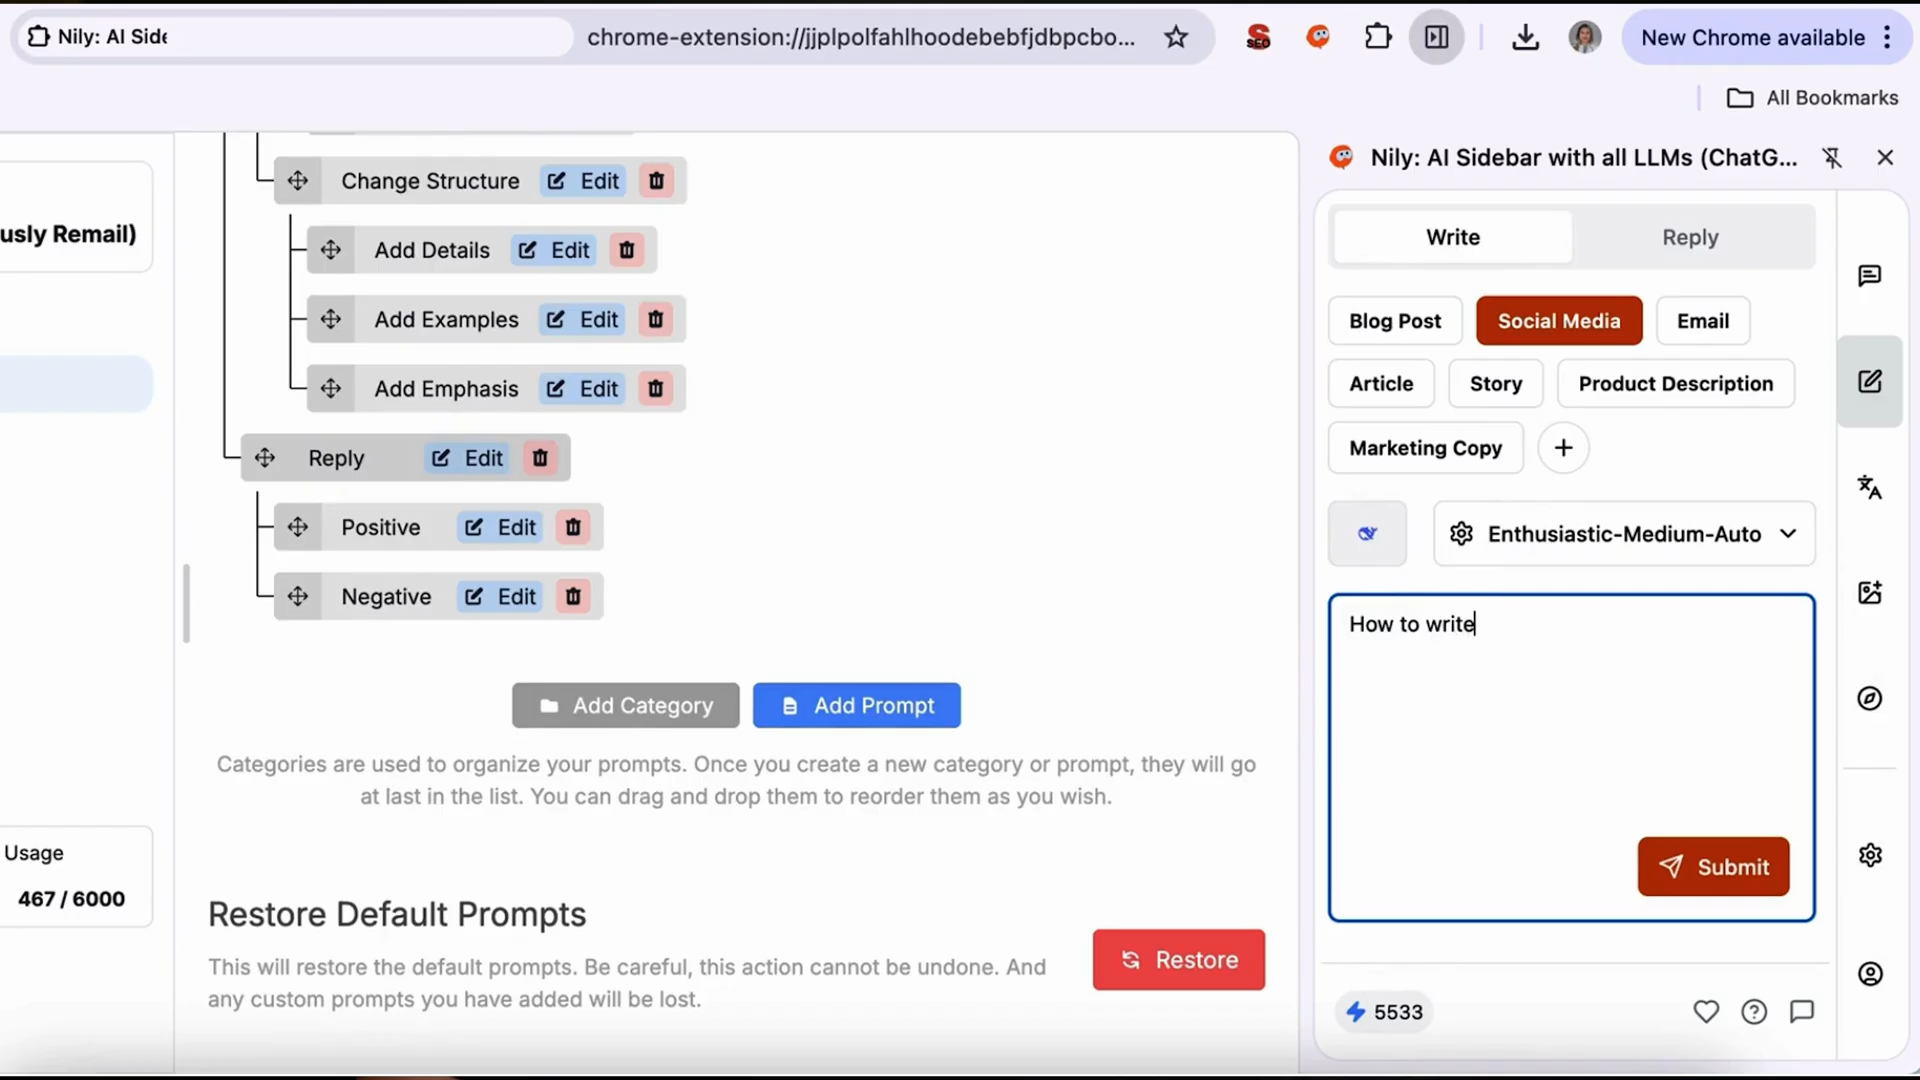 Nily: AI Side
chrome-extension://jjplpolfahlhoodebebfjdbpcbo...
SEO
New Chrome available
All Bookmarks
usly Remail)
Usage
467 / 6000
Change Structure Edit
Add Details Edit
Add Examples Edit
Add Emphasis Edit
Reply Edit
Positive Edit
Negative Edit
Add Category Add Prompt
Categories are used to organize your prompts. Once you create a new category or prompt, they will go
at last in the list. You can drag and drop them to reorder them as you wish.
Restore Default Prompts
This will restore the default prompts. Be careful, this action cannot be undone. And
any custom prompts you have added will be lost.
Restore
Nily: AI Sidebar with all LLMs (ChatG...
Write Reply
Blog Post Social Media Email
Article Story Product Description
Marketing Copy +
Enthusiastic-Medium-Auto
How to write
Submit
5533